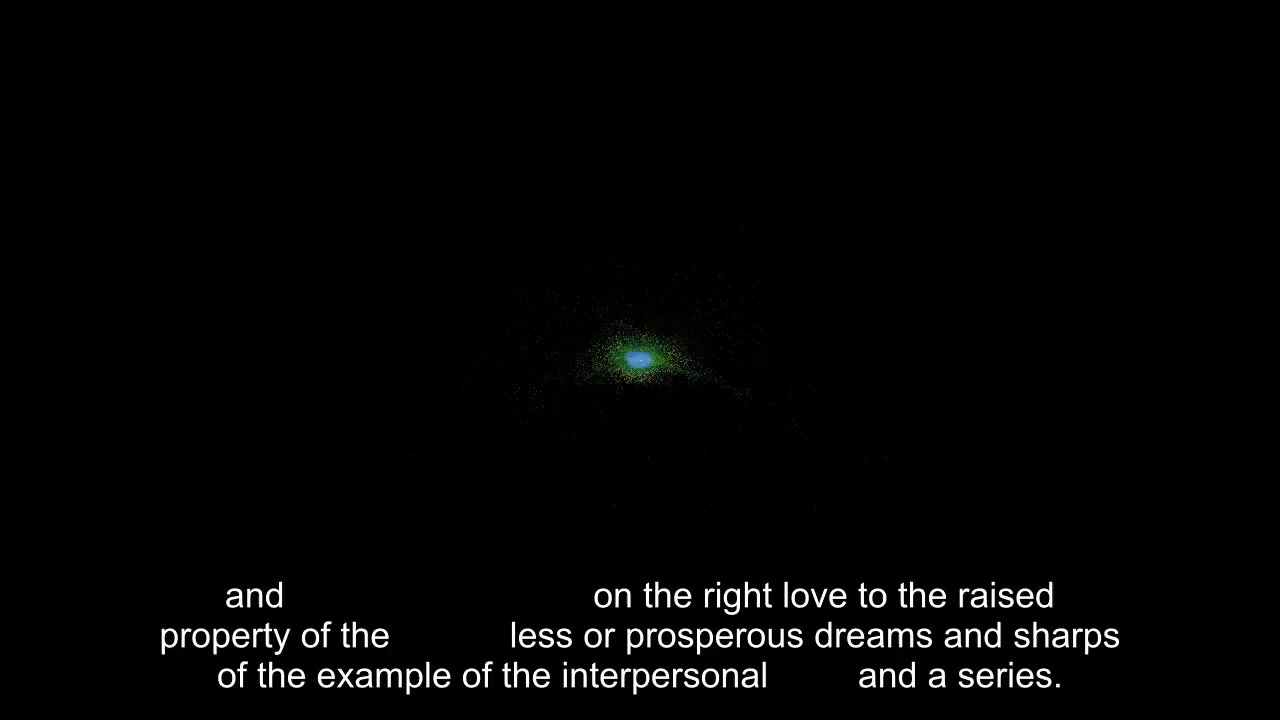 and on the right love to the raised
property of the less or prosperous dreams and sharps
of the example of the interpersonal and a series.